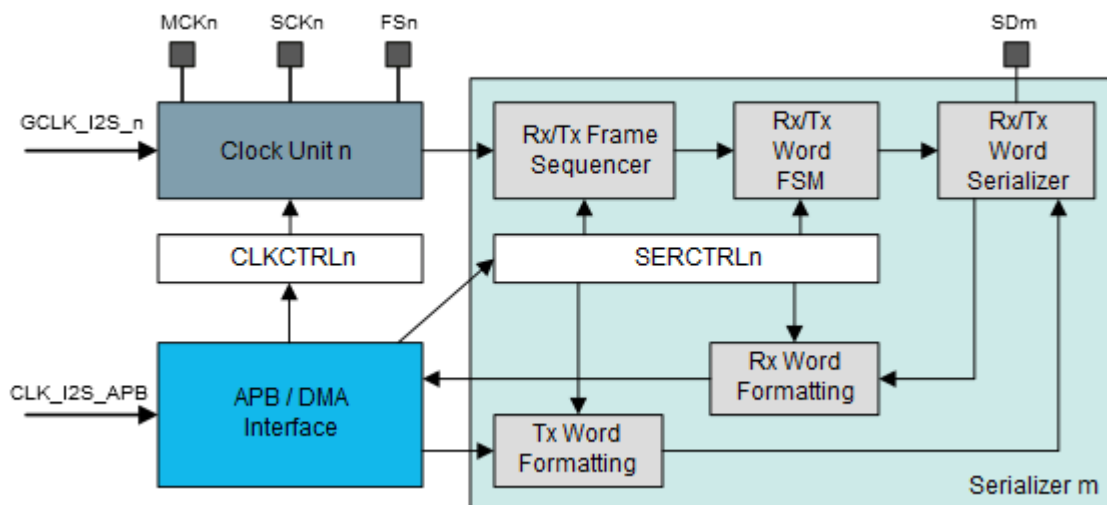 MCKn
SCKn
FSn
SDm
GCLK_I2S_n
Clock Unit n
Rx/Tx Frame
Sequencer
Rx/Tx
Word
FSM
Rx/Tx
Word
Serializer
CLKCTRLn
SERCTRLn
CLK_I2S_APB
APB / DMA
Interface
Rx Word
Formatting
Tx Word
Formatting
Serializer m